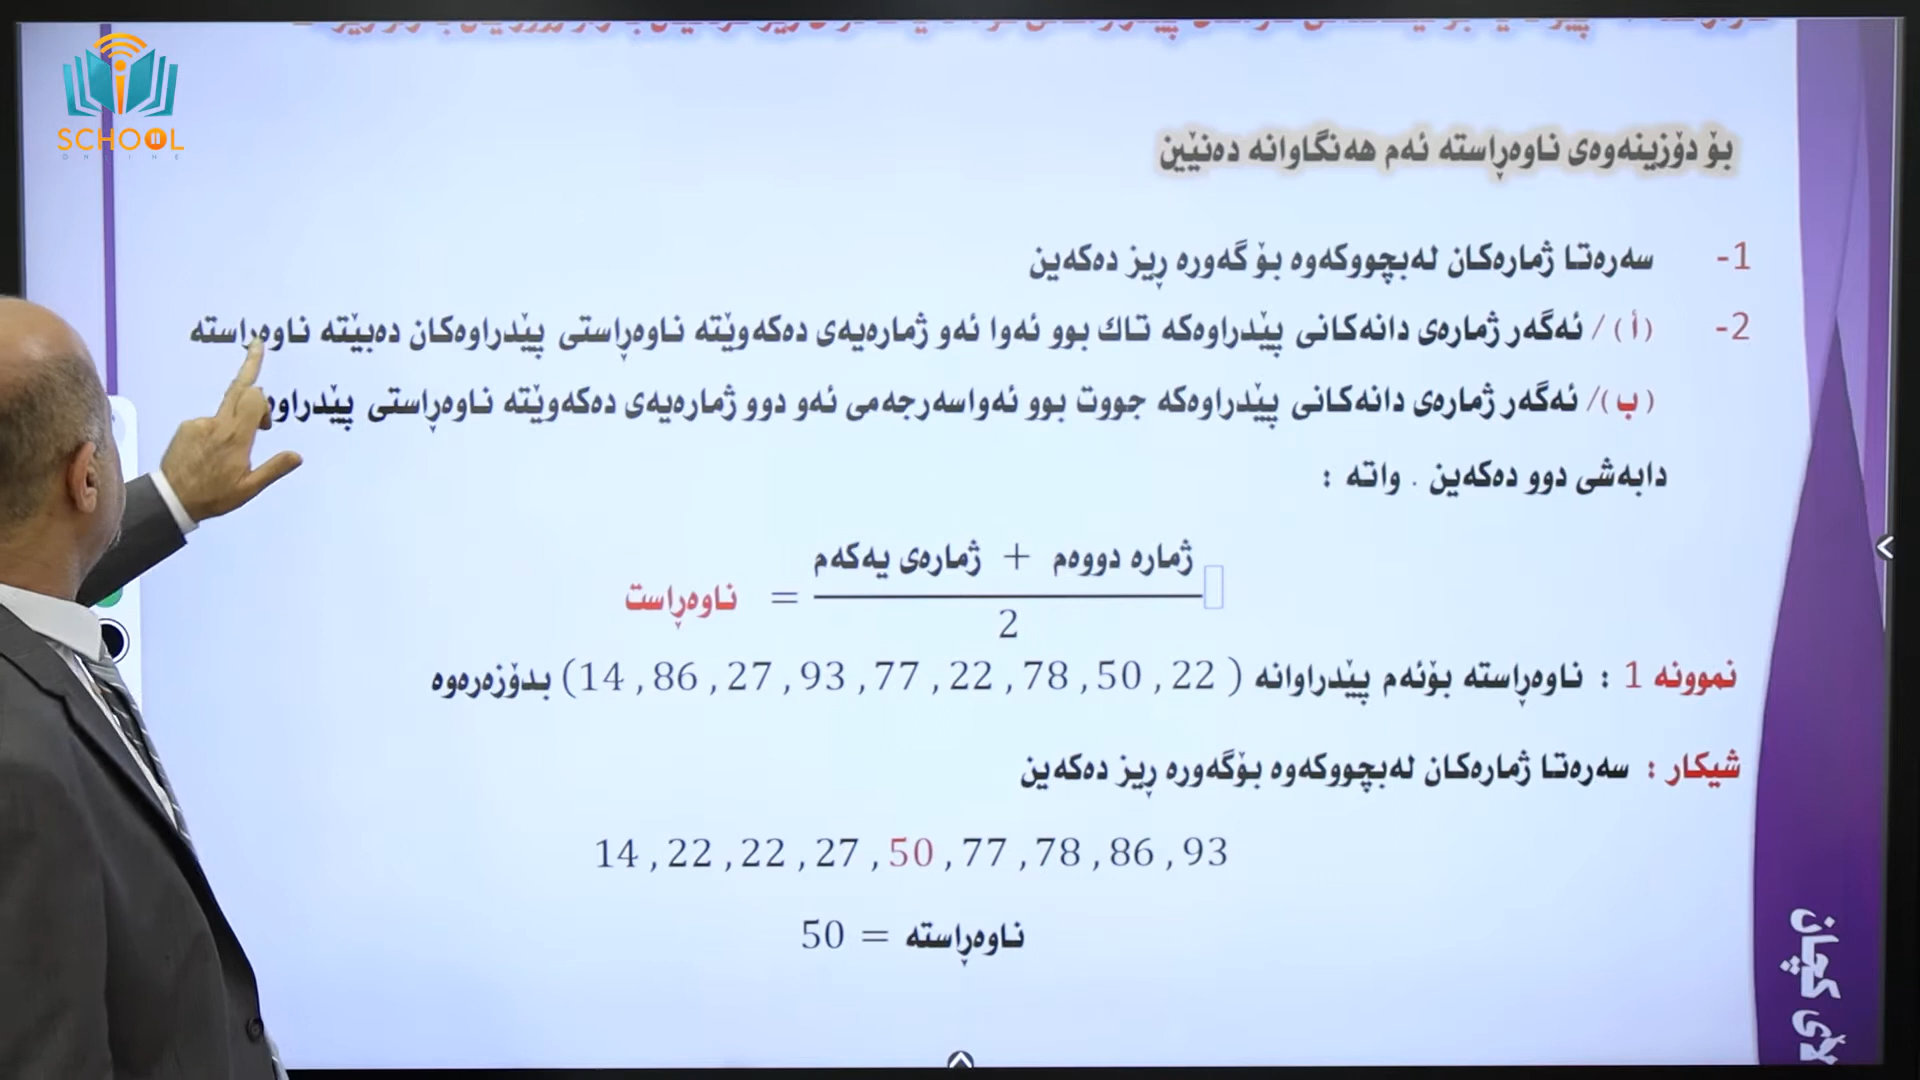 SCHOOL
ONLINE
بۆ دۆزینەوەی ناوەڕاستە ئەم هەنگاوانە دەنێین
1- سەرەتا ژمارەکان لەبچووکەوە بۆ گەورە ڕیز دەکەین
2- (أ) / ئەگەر ژمارەی دانەکانی پێدراوەکە تاك بوو ئەوا ئەو ژمارەیەی دەکەوێتە ناوەڕاستی پێدراوەکان دەبێتە ناوەڕاستە
(ب)/ ئەگەر ژمارەی دانەکانی پێدراوەکە جووت بوو ئەواسەرجەمی ئەو دوو ژمارەیەی دەکەوێتە ناوەڕاستی
دابەشی دوو دەکەین . واتە :
ناوەڕاست = ژمارەی یەکەم + ژمارە دووەم
2
نموونە 1 : ناوەڕاستە بۆئەم پێدراوانە (14 , 86 , 27 , 93 , 77 , 22 , 78 , 50 , 22) بدۆزەرەوە
شیکار : سەرەتا ژمارەکان لەبچووکەوە بۆگەورە ڕیز دەکەین
14 , 22 , 22 , 27 , 50 , 77 , 78 , 86 , 93
ناوەڕاستە = 50
کچان